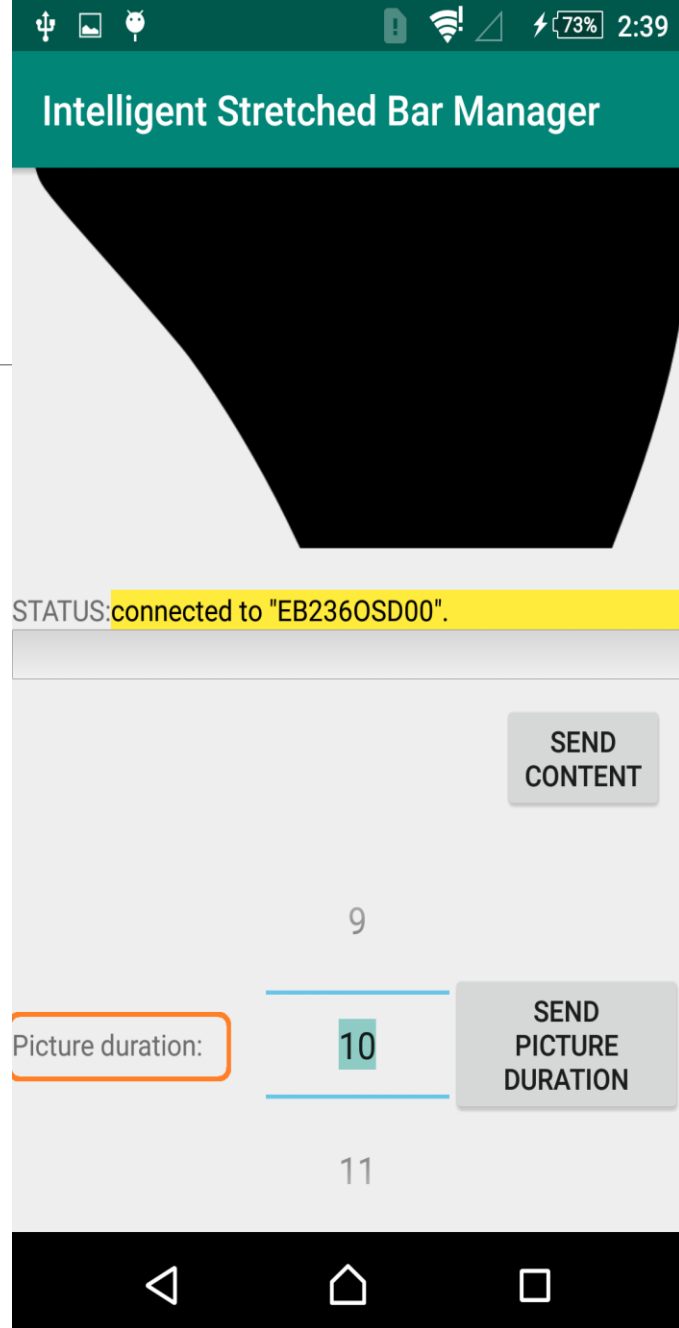 73% 2:39
Intelligent Stretched Bar Manager
STATUS:connected to "EB236OSD00".
SEND
CONTENT
9
Picture duration:
10
SEND
PICTURE
DURATION
11